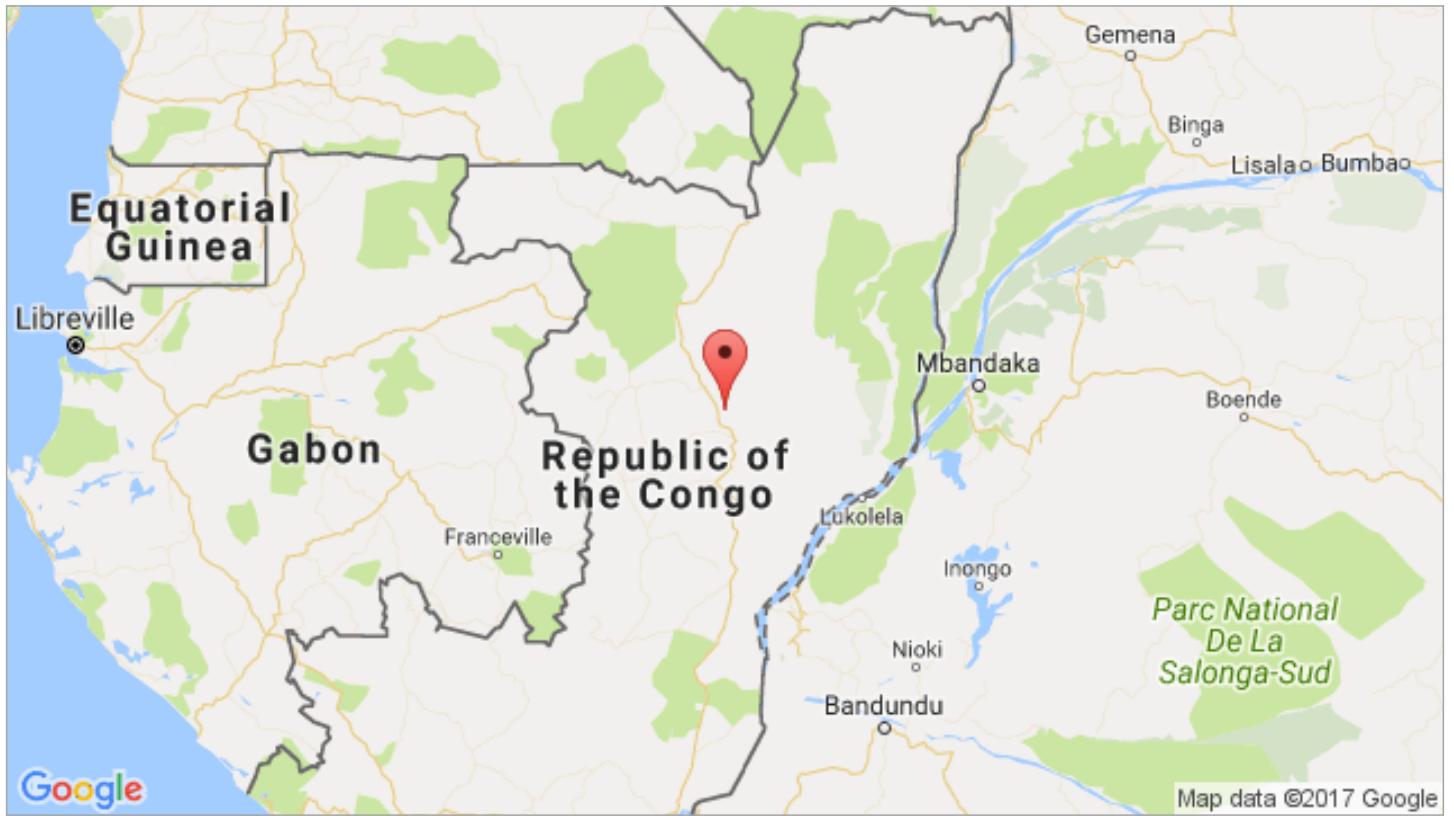 Gemena
Binga
Lisala
Bumba
Equatorial
Guinea
Libreville
Mbandaka
Boende
Gabon
Republic of
the Congo
Lukolela
Franceville
Inongo
Parc National
De La
Salonga-Sud
Nioki
Bandundu
Google
Map data ©2017 Google